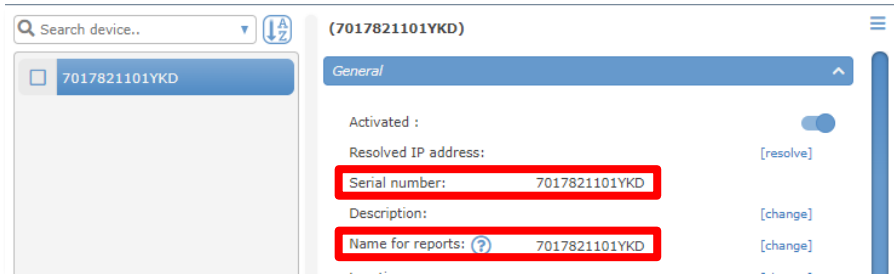 Search device..
(7017821101YKD)
General
7017821101YKD
Activated :
Resolved IP address: [resolve]
Serial number: 7017821101YKD
Description: [change]
Name for reports: ? 7017821101YKD [change]